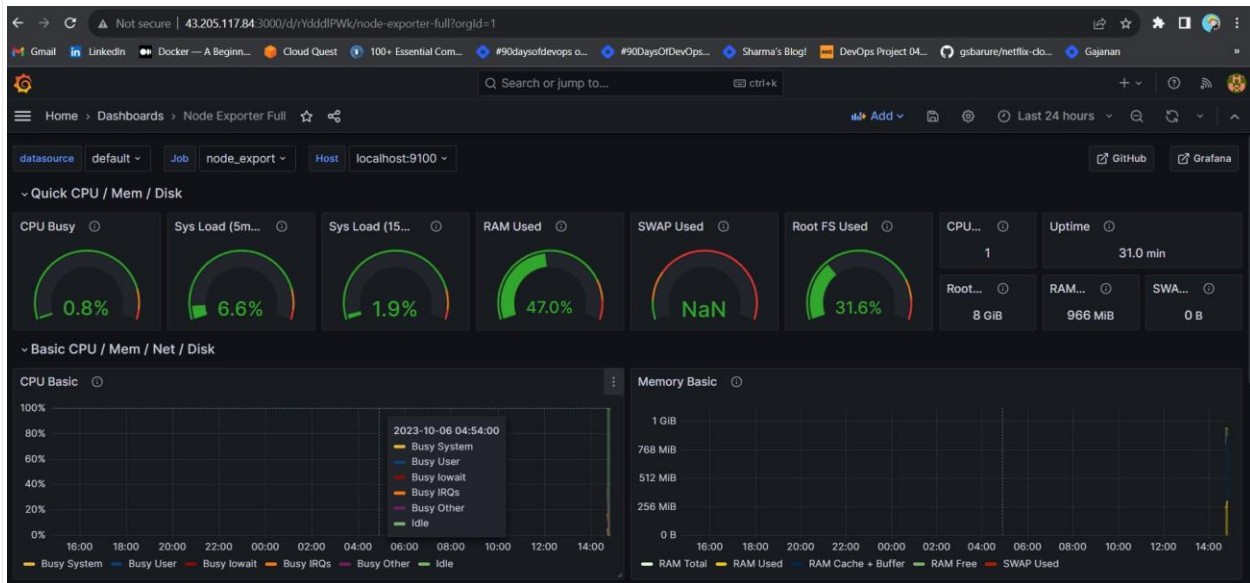 Not secure | 43.205.117.84:3000/d/rYdddlPWk/node-exporter-full?orgId=1
Gmail LinkedIn Docker — A Beginn... Cloud Quest 100+ Essential Com... #90daysofdevops o... #90DaysOfDevOps... Sharma's Blog! DevOps Project 04... gsbarure/netflix-clo... Gajanan »
Search or jump to... ctrl+k
Home › Dashboards › Node Exporter Full Add Last 24 hours
datasource default Job node_export Host localhost:9100 GitHub Grafana
Quick CPU / Mem / Disk
CPU Busy Sys Load (5m... Sys Load (15... RAM Used SWAP Used Root FS Used CPU... Uptime
1 31.0 min
Root... RAM... SWA...
0.8% 6.6% 1.9% 47.0% NaN 31.6% 8 GiB 966 MiB 0 B
Basic CPU / Mem / Net / Disk
CPU Basic
100%
80%
60%
40%
20%
0%
2023-10-06 04:54:00
Busy System
Busy User
Busy Iowait
Busy IRQs
Busy Other
Idle
16:00 18:00 20:00 22:00 00:00 02:00 04:00 06:00 08:00 10:00 12:00 14:00
Busy System Busy User Busy Iowait Busy IRQs Busy Other Idle
Memory Basic
1 GiB
768 MiB
512 MiB
256 MiB
0 B
16:00 18:00 20:00 22:00 00:00 02:00 04:00 06:00 08:00 10:00 12:00 14:00
RAM Total RAM Used RAM Cache + Buffer RAM Free SWAP Used